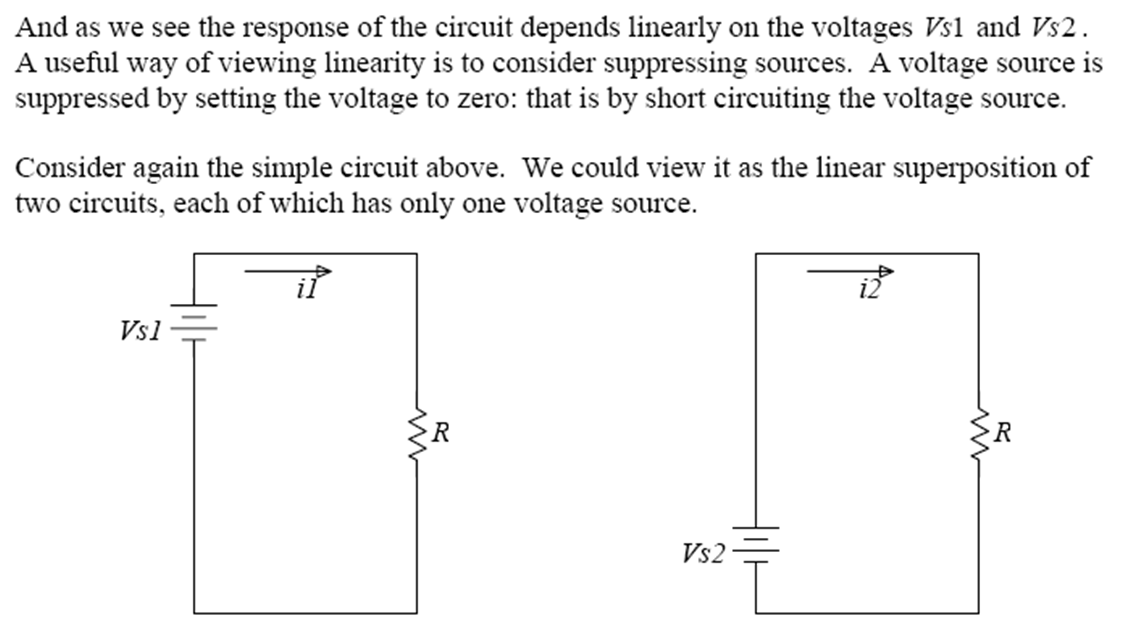 And as we see the response of the circuit depends linearly on the voltages Vs1 and Vs2.
A useful way of viewing linearity is to consider suppressing sources. A voltage source is
suppressed by setting the voltage to zero: that is by short circuiting the voltage source.
Consider again the simple circuit above. We could view it as the linear superposition of
two circuits, each of which has only one voltage source.
i1
i2
Vs1
R
R
Vs2